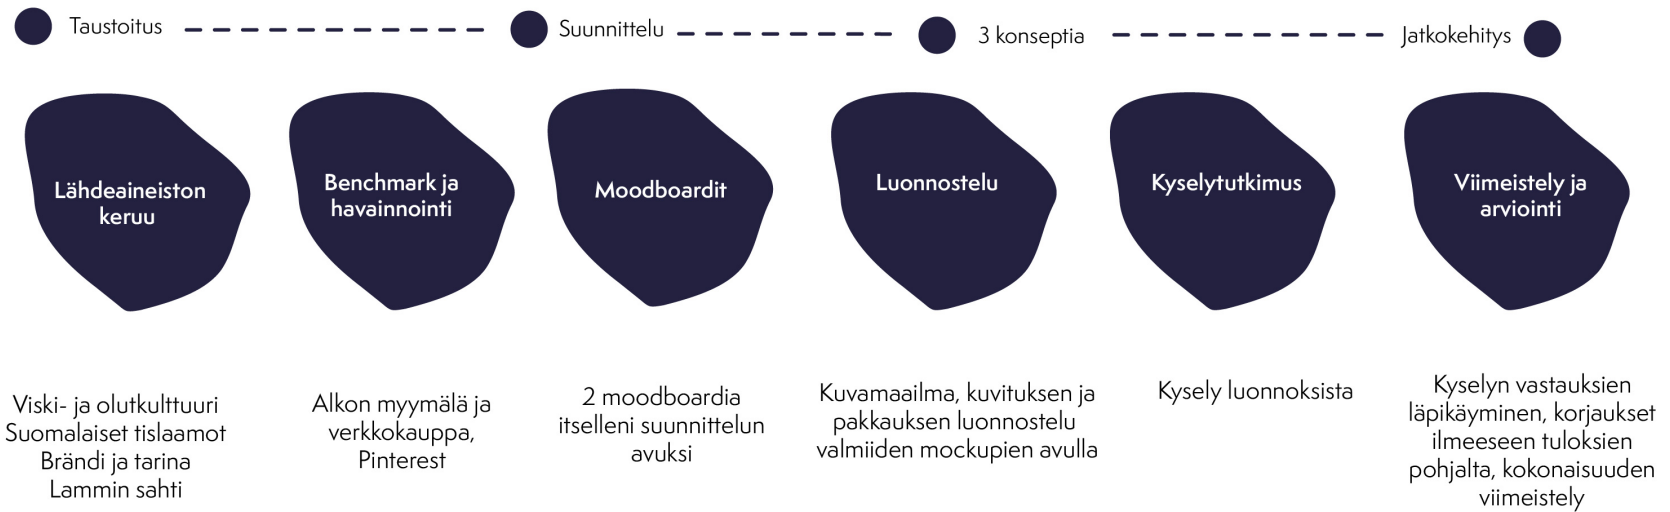 Taustoitus
Suunnittelu
3 konseptia
Jatkokehitys
Lähdeaineiston
keruu
Benchmark ja
havainnointi
Moodboardit
Luonnostelu
Kyselytutkimus
Viimeistely ja
arviointi
Viski- ja olutkulttuuri
Suomalaiset tislaamot
Brändi ja tarina
Lammin sahti
Alkon myymälä ja
verkkokauppa,
Pinterest
2 moodboardia
itselleni suunnittelun
avuksi
Kuvamaailma, kuvituksen ja
pakkauksen luonnostelu
valmiiden mockupien avulla
Kysely luonnoksista
Kyselyn vastauksien
läpikäyminen, korjaukset
ilmeeseen tuloksien
pohjalta, kokonaisuuden
viimeistely